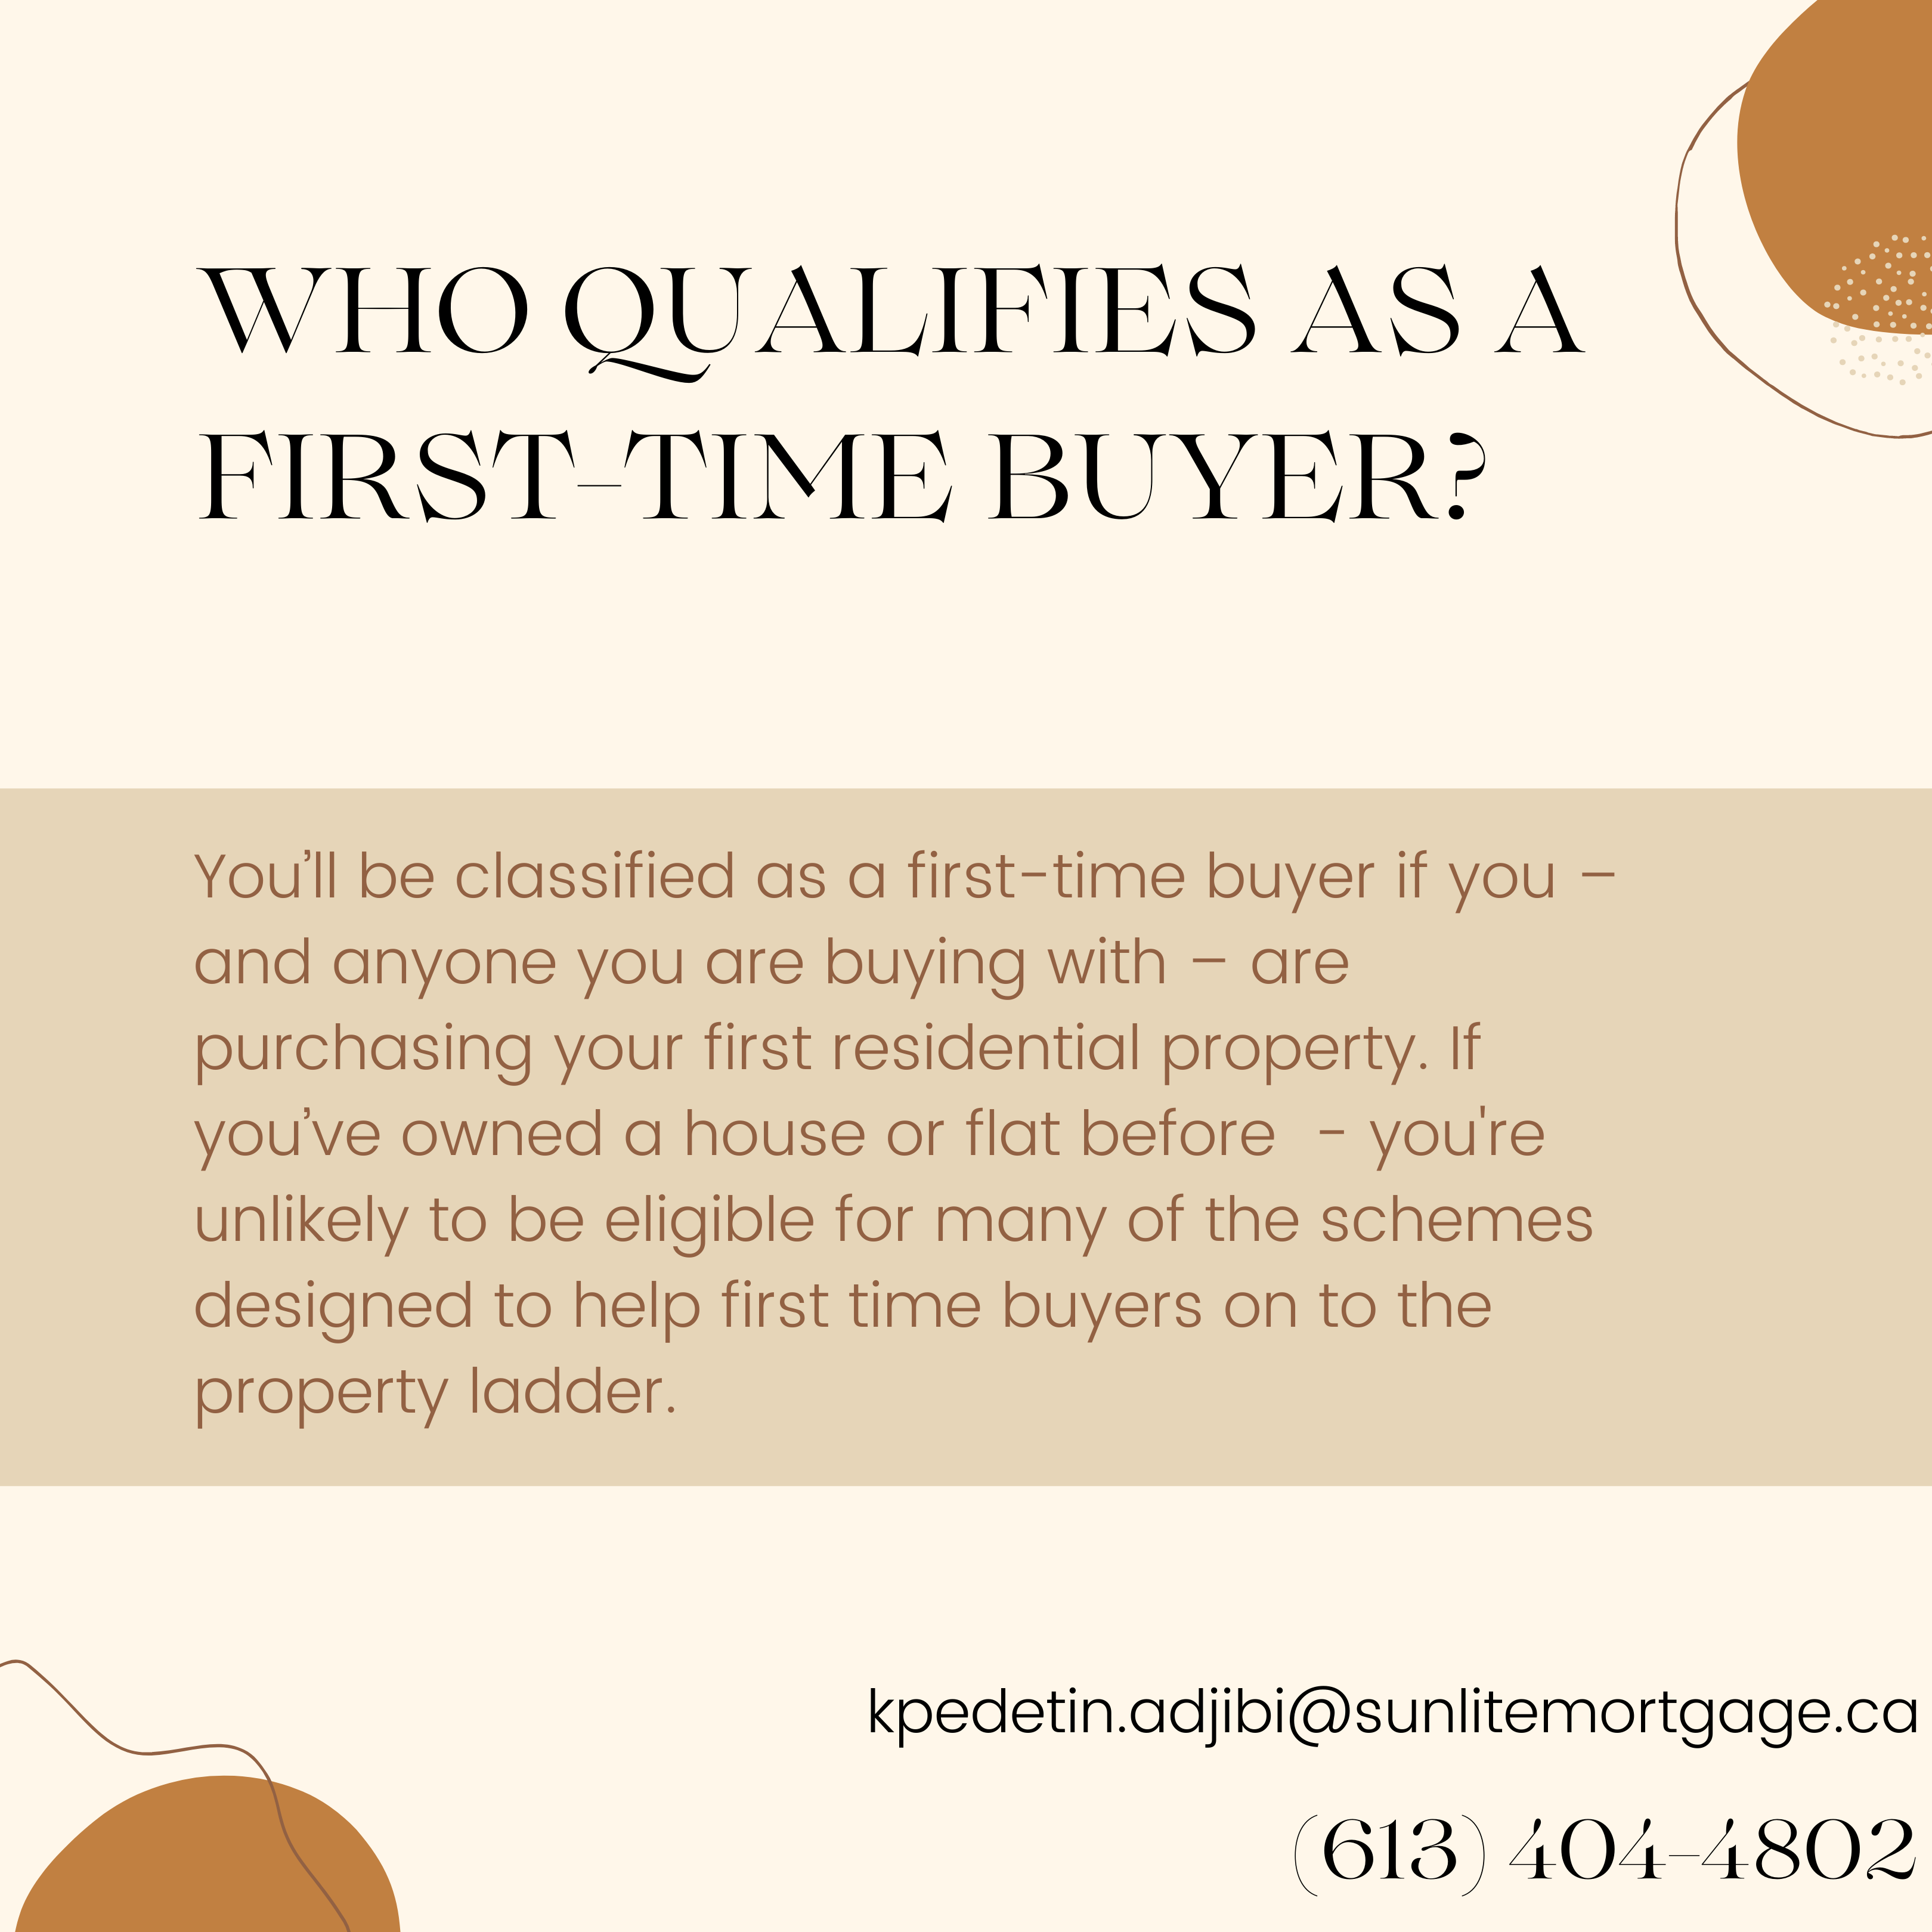 WHO QUALIFIES AS A
FIRST-TIME BUYER?
You’ll be classified as a first-time buyer if you –
and anyone you are buying with – are
purchasing your first residential property. If
you’ve owned a house or flat before  - you're
unlikely to be eligible for many of the schemes
designed to help first time buyers on to the
property ladder.
kpedetin.adjibi@sunlitemortgage.ca
(613) 404-4802